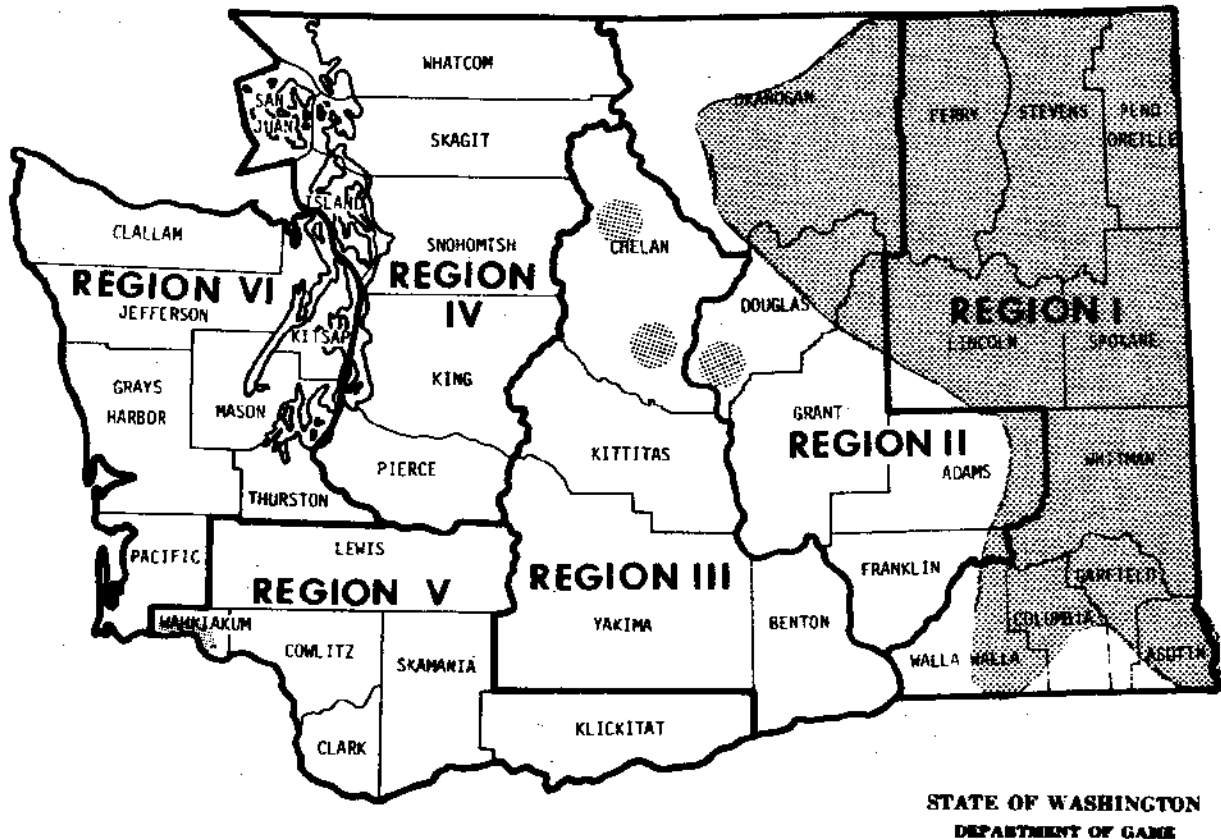 WHATCOM
SAN
JUAN
SKAGIT
OKANOGAN
FERRY
STEVENS
PEND
OREILLE
ISLAND
CLALLAM
SNOHOMISH
CHELAN
REGION VI
JEFFERSON
REGION
IV
DOUGLAS
REGION I
LINCOLN
SPOKANE
KITSAP
KING
GRAYS
HARBOR
MASON
GRANT
REGION II
ADAMS
KITTITAS
PIERCE
WHITMAN
THURSTON
LEWIS
PACIFIC
REGION V
REGION III
FRANKLIN
GARFIELD
COLUMBIA
WAHKIAKUM
COWLITZ
SKAMANIA
YAKIMA
BENTON
WALLA WALLA
ASOTIN
KLICKITAT
CLARK
STATE OF WASHINGTON
DEPARTMENT OF GAME